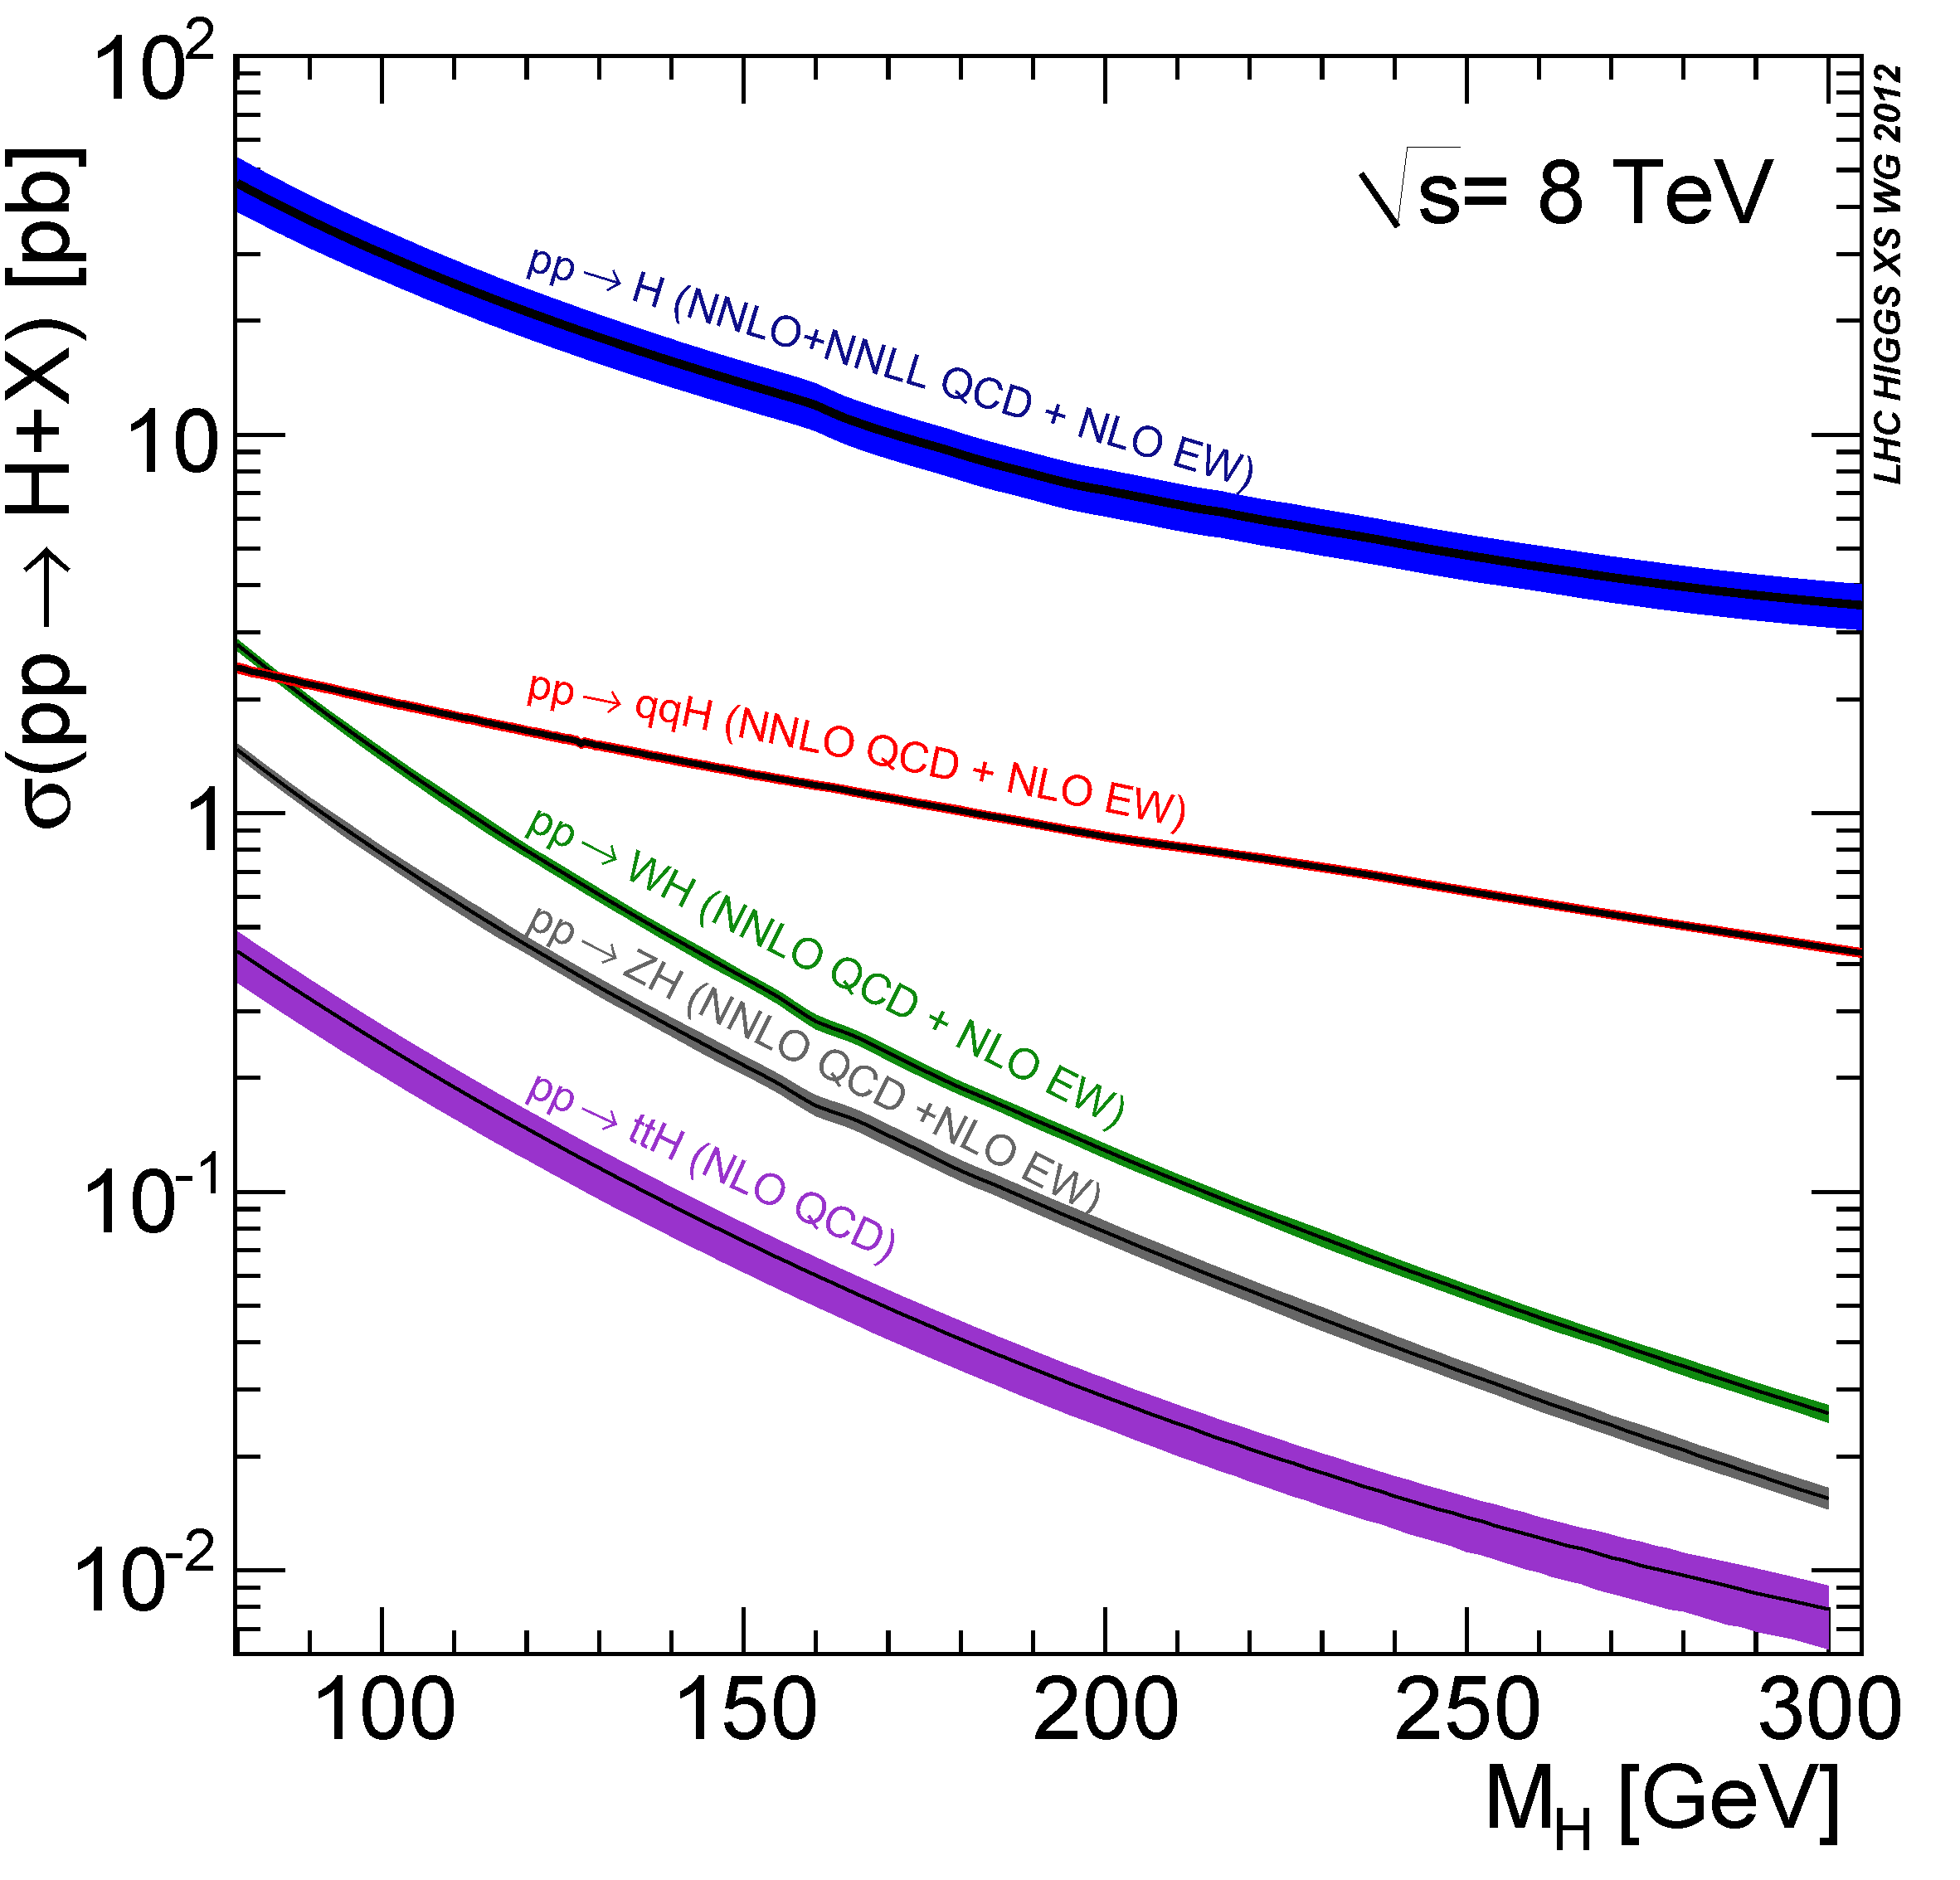 σ(pp → H+X) [pb]
10²
10
1
10⁻¹
10⁻²
√s= 8 TeV
LHC HIGGS XS WG 2012
pp → H (NNLO+NNLL QCD + NLO EW)
pp → qqH (NNLO QCD + NLO EW)
pp → WH (NNLO QCD + NLO EW)
pp → ZH (NNLO QCD +NLO EW)
pp → ttH (NLO QCD)
100 150 200 250 300
M_H [GeV]